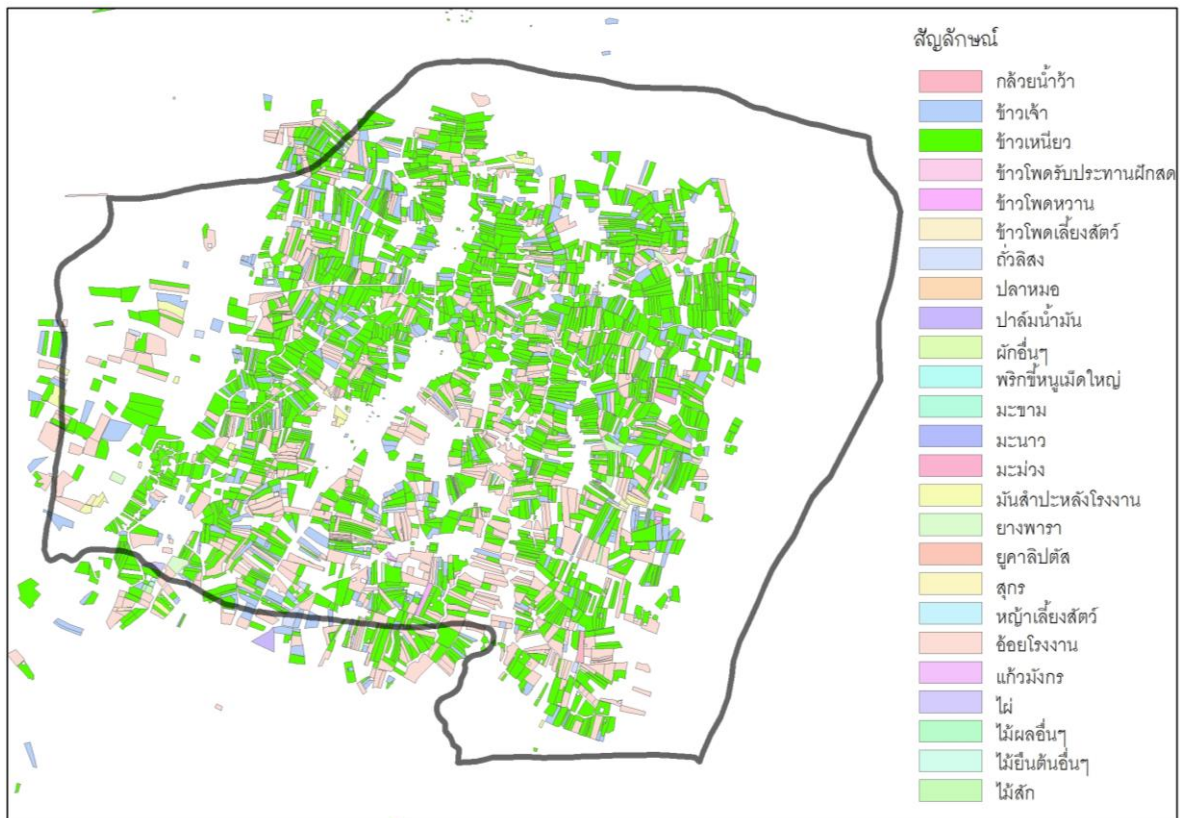 สัญลักษณ์
กล้วยน้ำว้า
ข้าวเจ้า
ข้าวเหนียว
ข้าวโพดรับประทานฝักสด
ข้าวโพดหวาน
ข้าวโพดเลี้ยงสัตว์
ถั่วลิสง
ปลาหมอ
ปาล์มน้ำมัน
ผักอื่นๆ
พริกขี้หนูเม็ดใหญ่
มะขาม
มะนาว
มะม่วง
มันสำปะหลังโรงงาน
ยางพารา
ยูคาลิปตัส
สุกร
หญ้าเลี้ยงสัตว์
อ้อยโรงงาน
แก้วมังกร
ไผ่
ไม้ผลอื่นๆ
ไม้ยืนต้นอื่นๆ
ไม้สัก